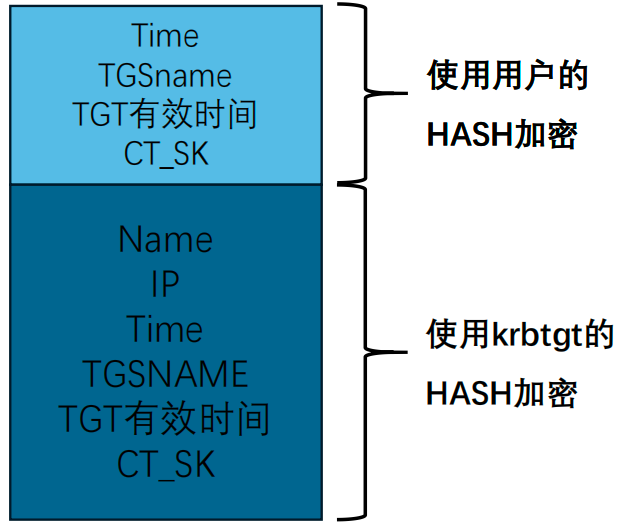 Time
TGSname
TGT有效时间
CT_SK
使用用户的
HASH加密
Name
IP
Time
TGSNAME
TGT有效时间
CT_SK
使用krbtgt的
HASH加密